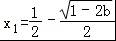 x₁=1/2 - √(1-2b)/2